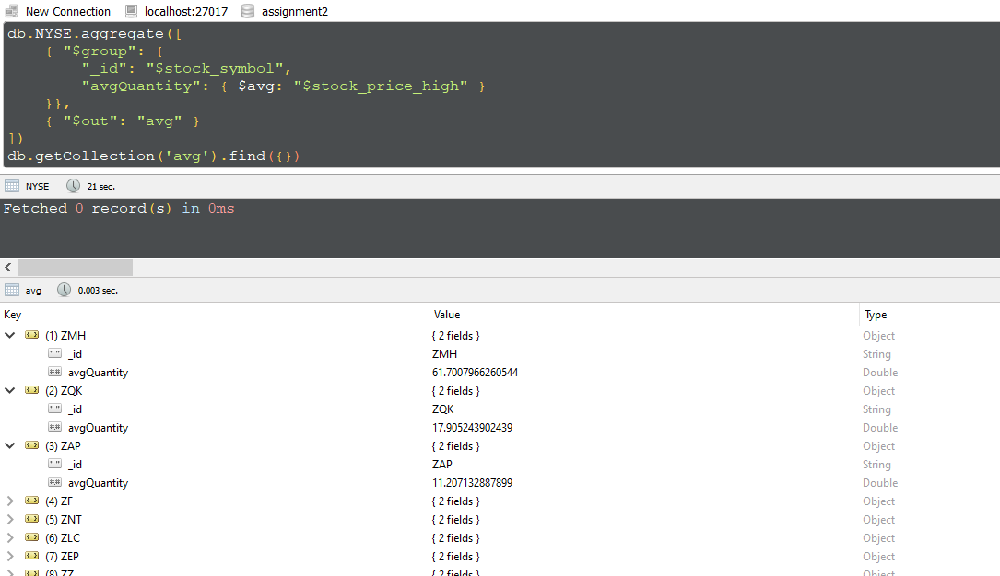 New Connection localhost:27017 assignment2
db.NYSE.aggregate([
{ "$group": {
"_id": "$stock_symbol",
"avgQuantity": { $avg: "$stock_price_high" }
}},
{ "$out": "avg" }
])
db.getCollection('avg').find({})
NYSE 21 sec.
Fetched 0 record(s) in 0ms
avg 0.003 sec.
Key Value Type
(1) ZMH { 2 fields } Object
_id ZMH String
avgQuantity 61.7007966260544 Double
(2) ZQK { 2 fields } Object
_id ZQK String
avgQuantity 17.905243902439 Double
(3) ZAP { 2 fields } Object
_id ZAP String
avgQuantity 11.207132887899 Double
(4) ZF { 2 fields } Object
(5) ZNT { 2 fields } Object
(6) ZLC { 2 fields } Object
(7) ZEP { 2 fields } Object
(8) ZZ { 2 fields } Object